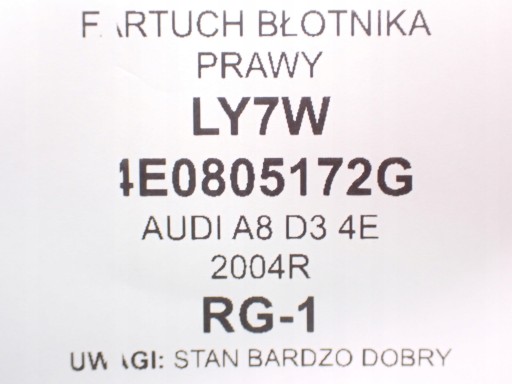 FARTUCH BŁOTNIKA
PRAWY
LY7W
4E0805172G
AUDI A8 D3 4E
2004R
RG-1
UWAGI: STAN BARDZO DOBRY